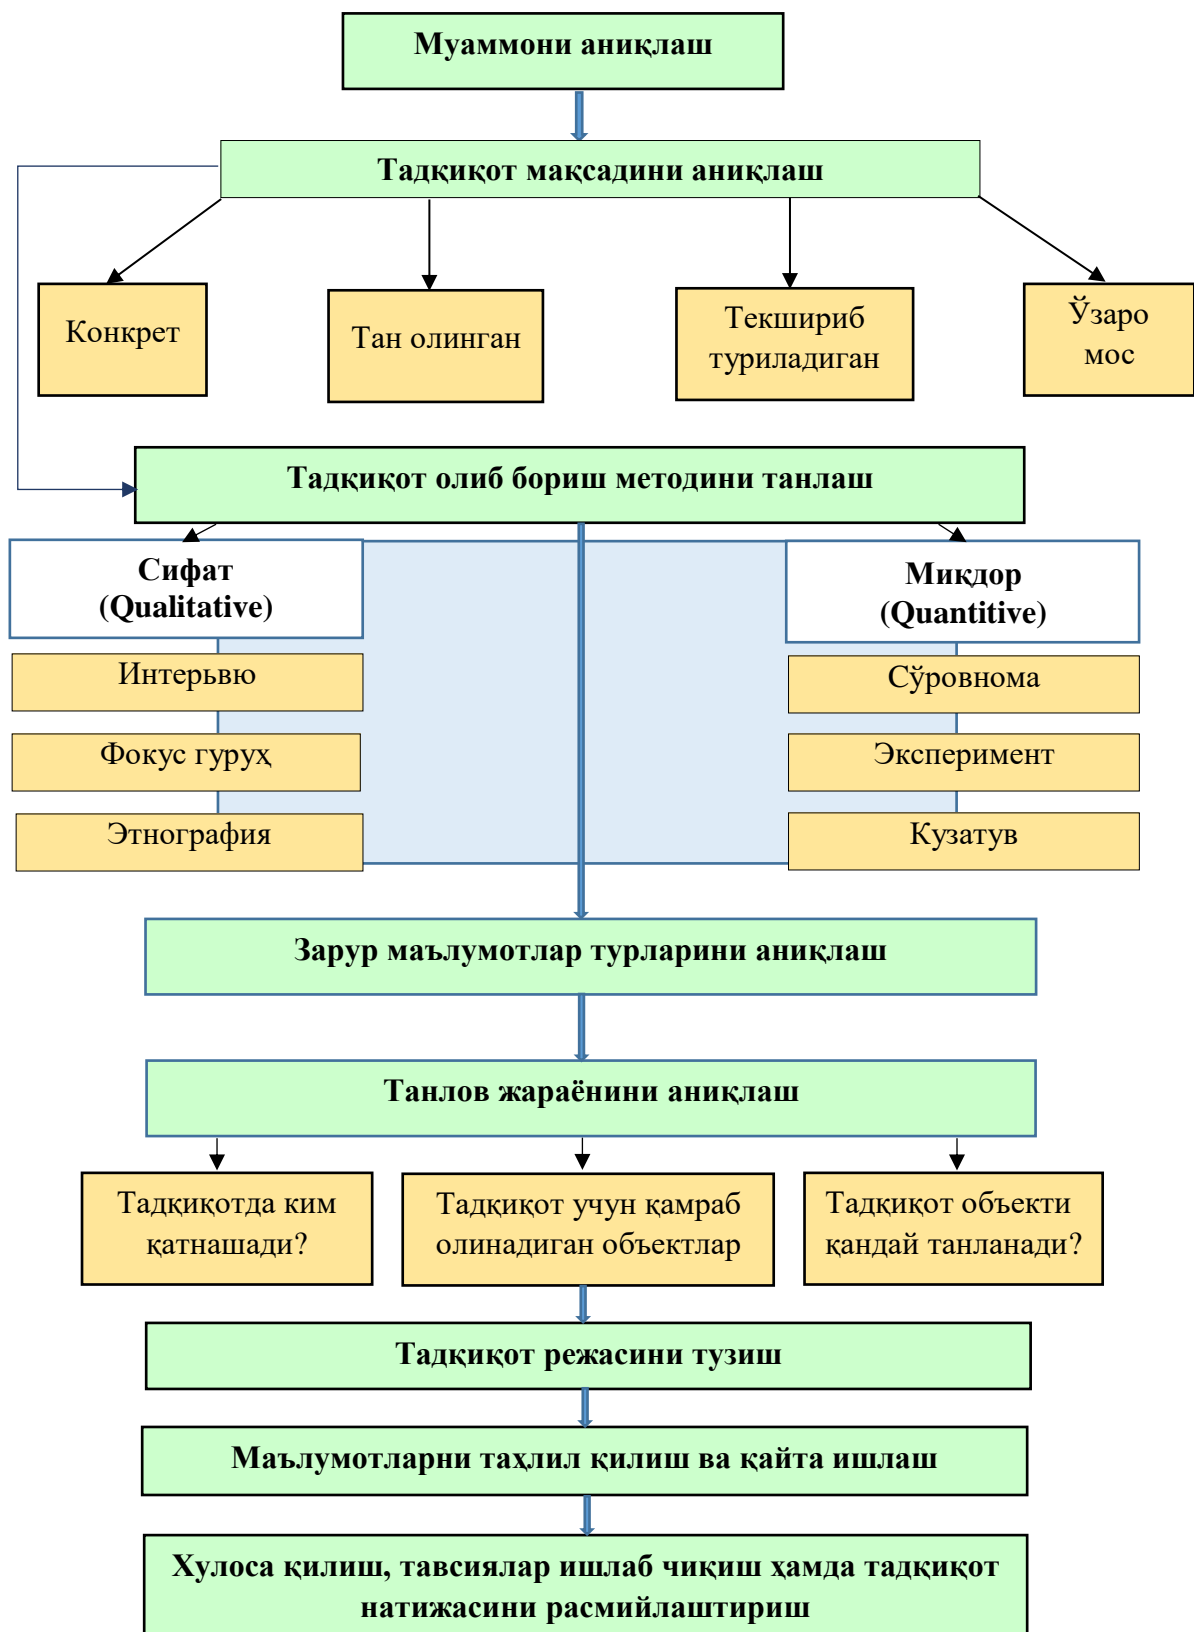 Муаммони аниқлаш
Тадқиқот мақсадини аниқлаш
Конкрет
Тан олинган
Текшириб
туриладиган
Ўзаро
мос
Тадқиқот олиб бориш методини танлаш
Сифат
(Qualitative)
Миқдор
(Quantitive)
Интерьвю
Сўровнома
Фокус гуруҳ
Эксперимент
Этнография
Кузатув
Зарур маълумотлар турларини аниқлаш
Танлов жараёнини аниқлаш
Тадқиқотда ким
қатнашади?
Тадқиқот учун қамраб
олинадиган объектлар
Тадқиқот объекти
қандай танланади?
Тадқиқот режасини тузиш
Маълумотларни таҳлил қилиш ва қайта ишлаш
Хулоса қилиш, тавсиялар ишлаб чиқиш ҳамда тадқиқот
натижасини расмийлаштириш